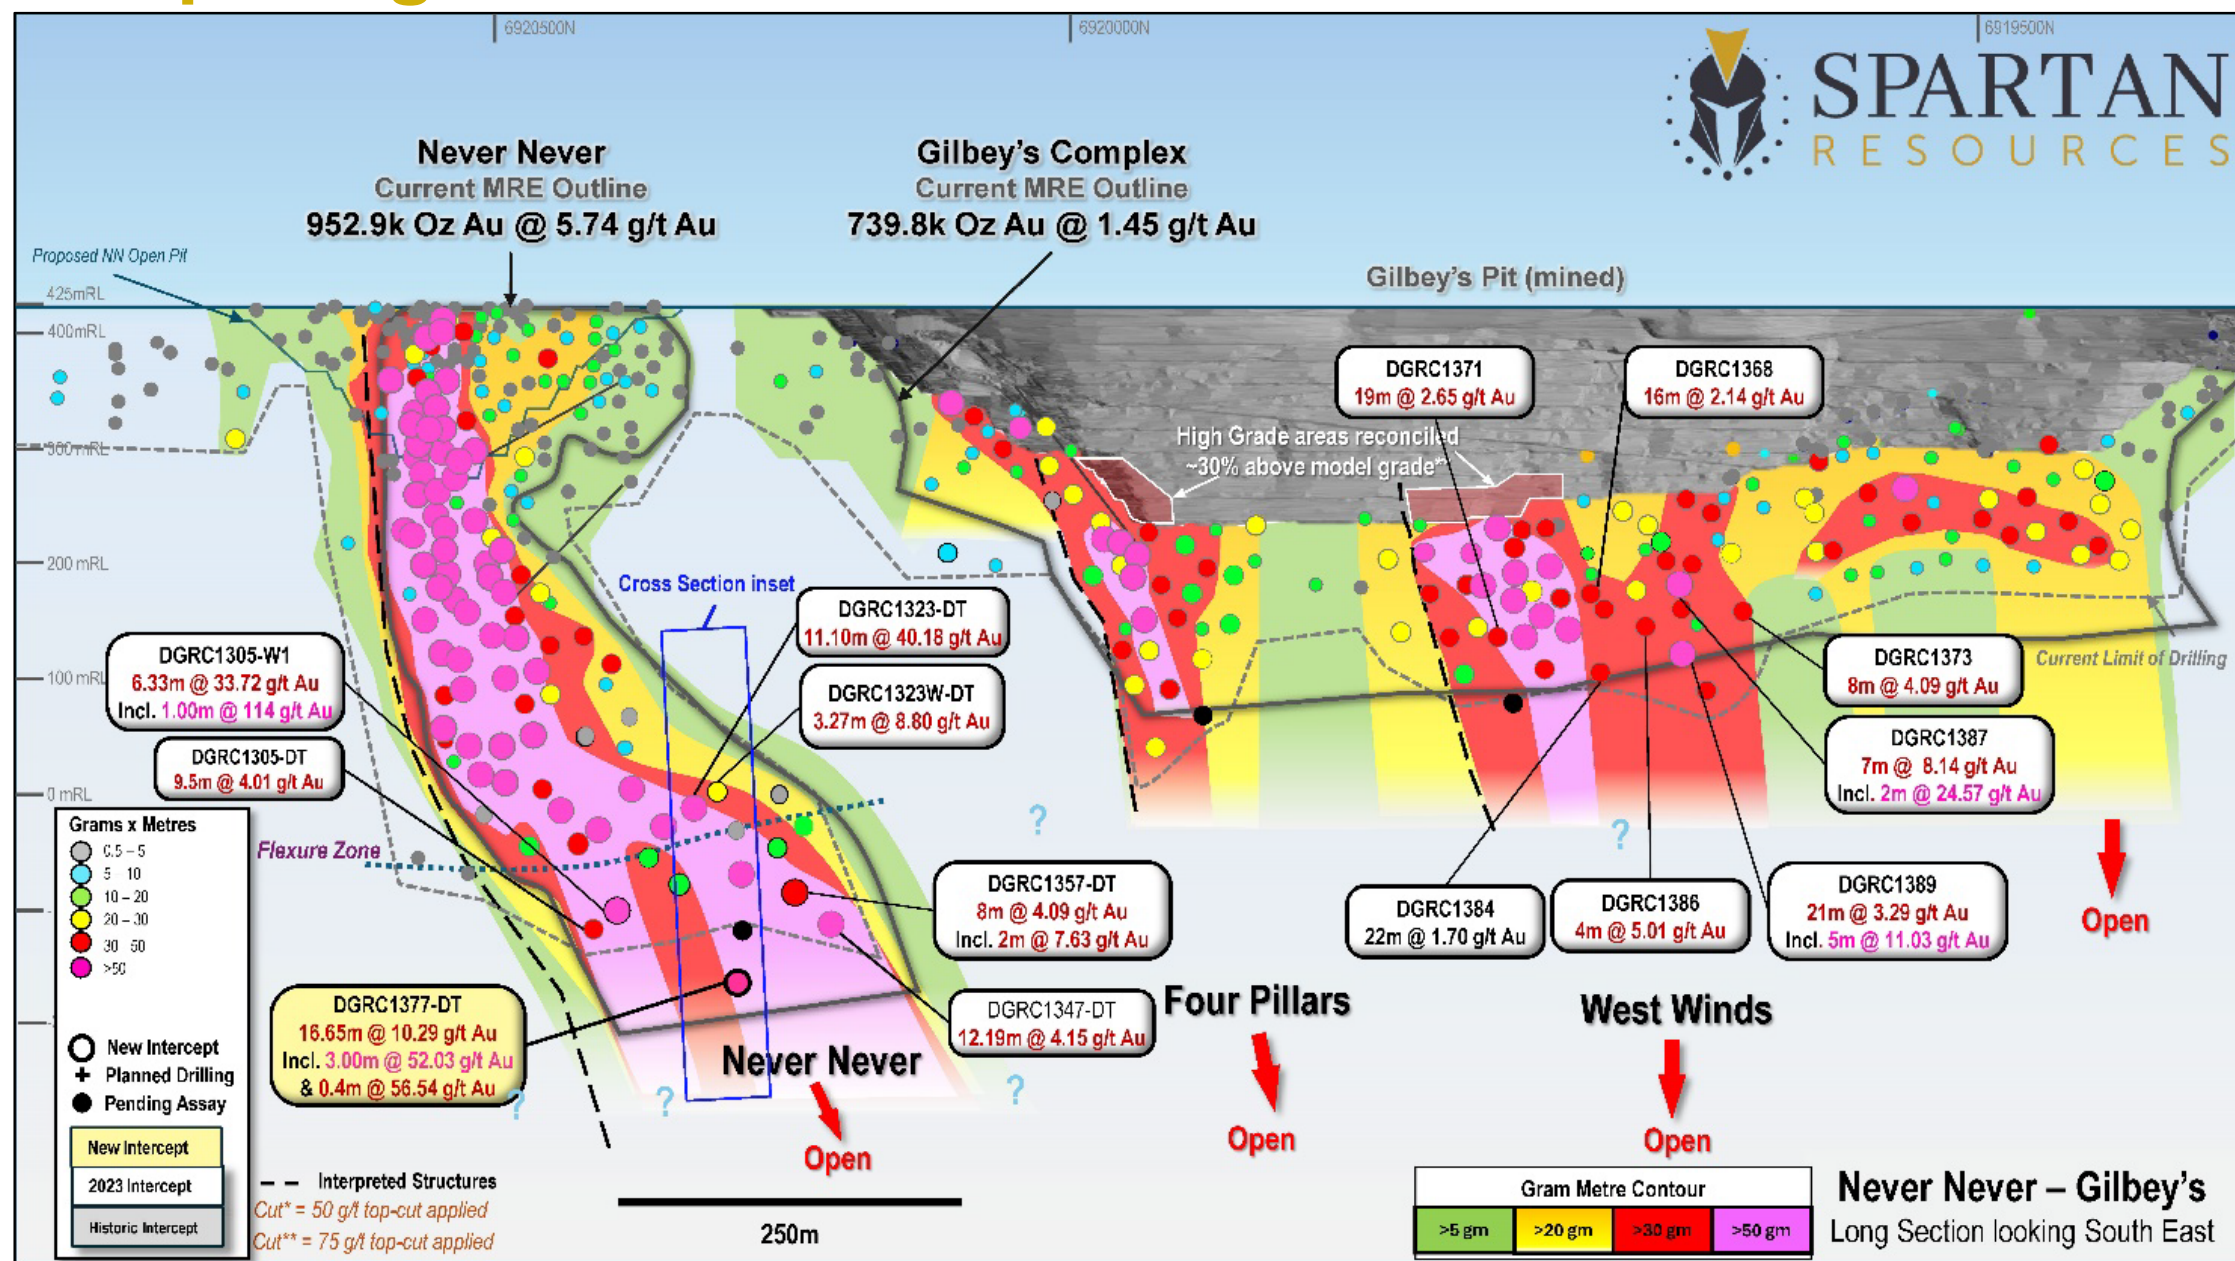 6920500N
6920000N
6919500N
SPARTAN
RESOURCES
Never Never
Current MRE Outline
952.9k Oz Au @ 5.74 g/t Au
Gilbey's Complex
Current MRE Outline
739.8k Oz Au @ 1.45 g/t Au
Proposed NN Open Pit
Gilbey's Pit (mined)
425mRL
400mRL
300mRL
200 mRL
100 mRL
0 mRL
DGRC1371
19m @ 2.65 g/t Au
DGRC1368
16m @ 2.14 g/t Au
High Grade areas reconciled
~30% above model grade**
Cross Section inset
DGRC1323-DT
11.10m @ 40.18 g/t Au
DGRC1323W-DT
3.27m @ 8.80 g/t Au
DGRC1305-W1
6.33m @ 33.72 g/t Au
Incl. 1.00m @ 114 g/t Au
DGRC1305-DT
9.5m @ 4.01 g/t Au
DGRC1373
8m @ 4.09 g/t Au
Current Limit of Drilling
DGRC1387
7m @ 8.14 g/t Au
Incl. 2m @ 24.57 g/t Au
Flexure Zone
?
?
DGRC1357-DT
8m @ 4.09 g/t Au
Incl. 2m @ 7.63 g/t Au
DGRC1384
22m @ 1.70 g/t Au
DGRC1386
4m @ 5.01 g/t Au
DGRC1389
21m @ 3.29 g/t Au
Incl. 5m @ 11.03 g/t Au
Open
DGRC1377-DT
16.65m @ 10.29 g/t Au
Incl. 3.00m @ 52.03 g/t Au
& 0.4m @ 56.54 g/t Au
DGRC1347-DT
12.19m @ 4.15 g/t Au
Never Never
Four Pillars
West Winds
?
?
?
Open
Open
Open
Grams x Metres
0.5 – 5
5 – 10
10 – 20
20 – 30
30 50
>50
New Intercept
Planned Drilling
Pending Assay
New Intercept
2023 Intercept
Historic Intercept
Interpreted Structures
Cut* = 50 g/t top-cut applied
Cut** = 75 g/t top-cut applied
250m
Gram Metre Contour
>5 gm
>20 gm
>30 gm
>50 gm
Never Never – Gilbey's
Long Section looking South East